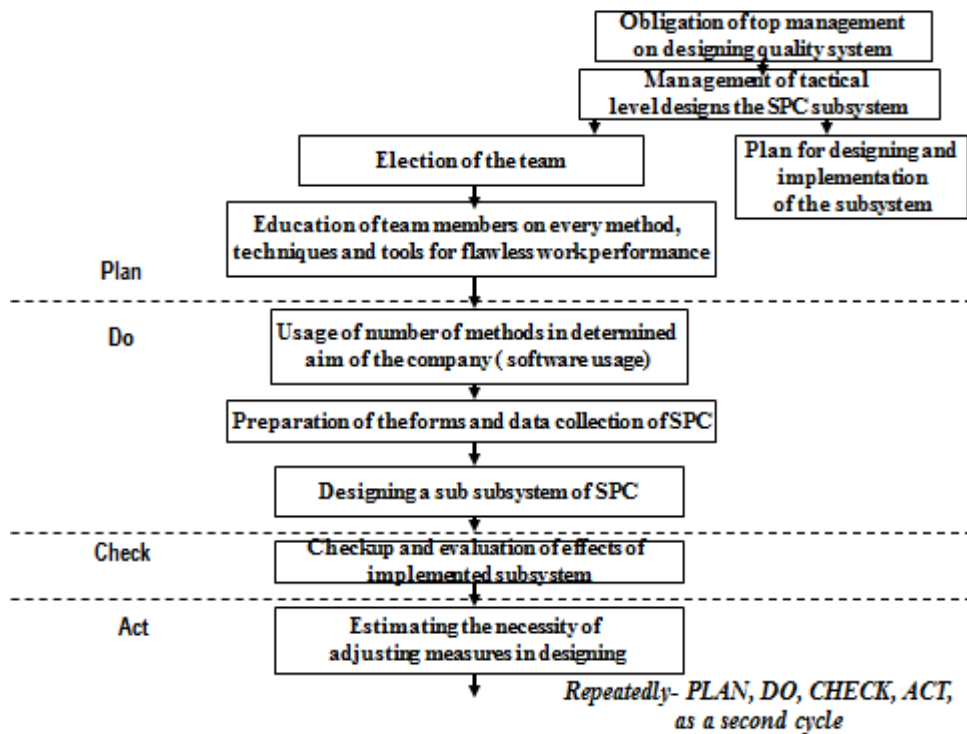 Obligation of top management
on designing quality system
Management of tactical
level designs the SPC subsystem
Election of the team
Plan for designing and
implementation
of the subsystem
Education of team members on every method,
techniques and tools for flawless work performance
Plan
Do
Usage of number of methods in determined
aim of the company ( software usage)
Preparation of the forms and data collection of SPC
Designing a sub subsystem of SPC
Check
Checkup and evaluation of effects of
implemented subsystem
Act
Estimating the necessity of
adjusting measures in designing
Repeatedly- PLAN, DO, CHECK, ACT,
as a second cycle